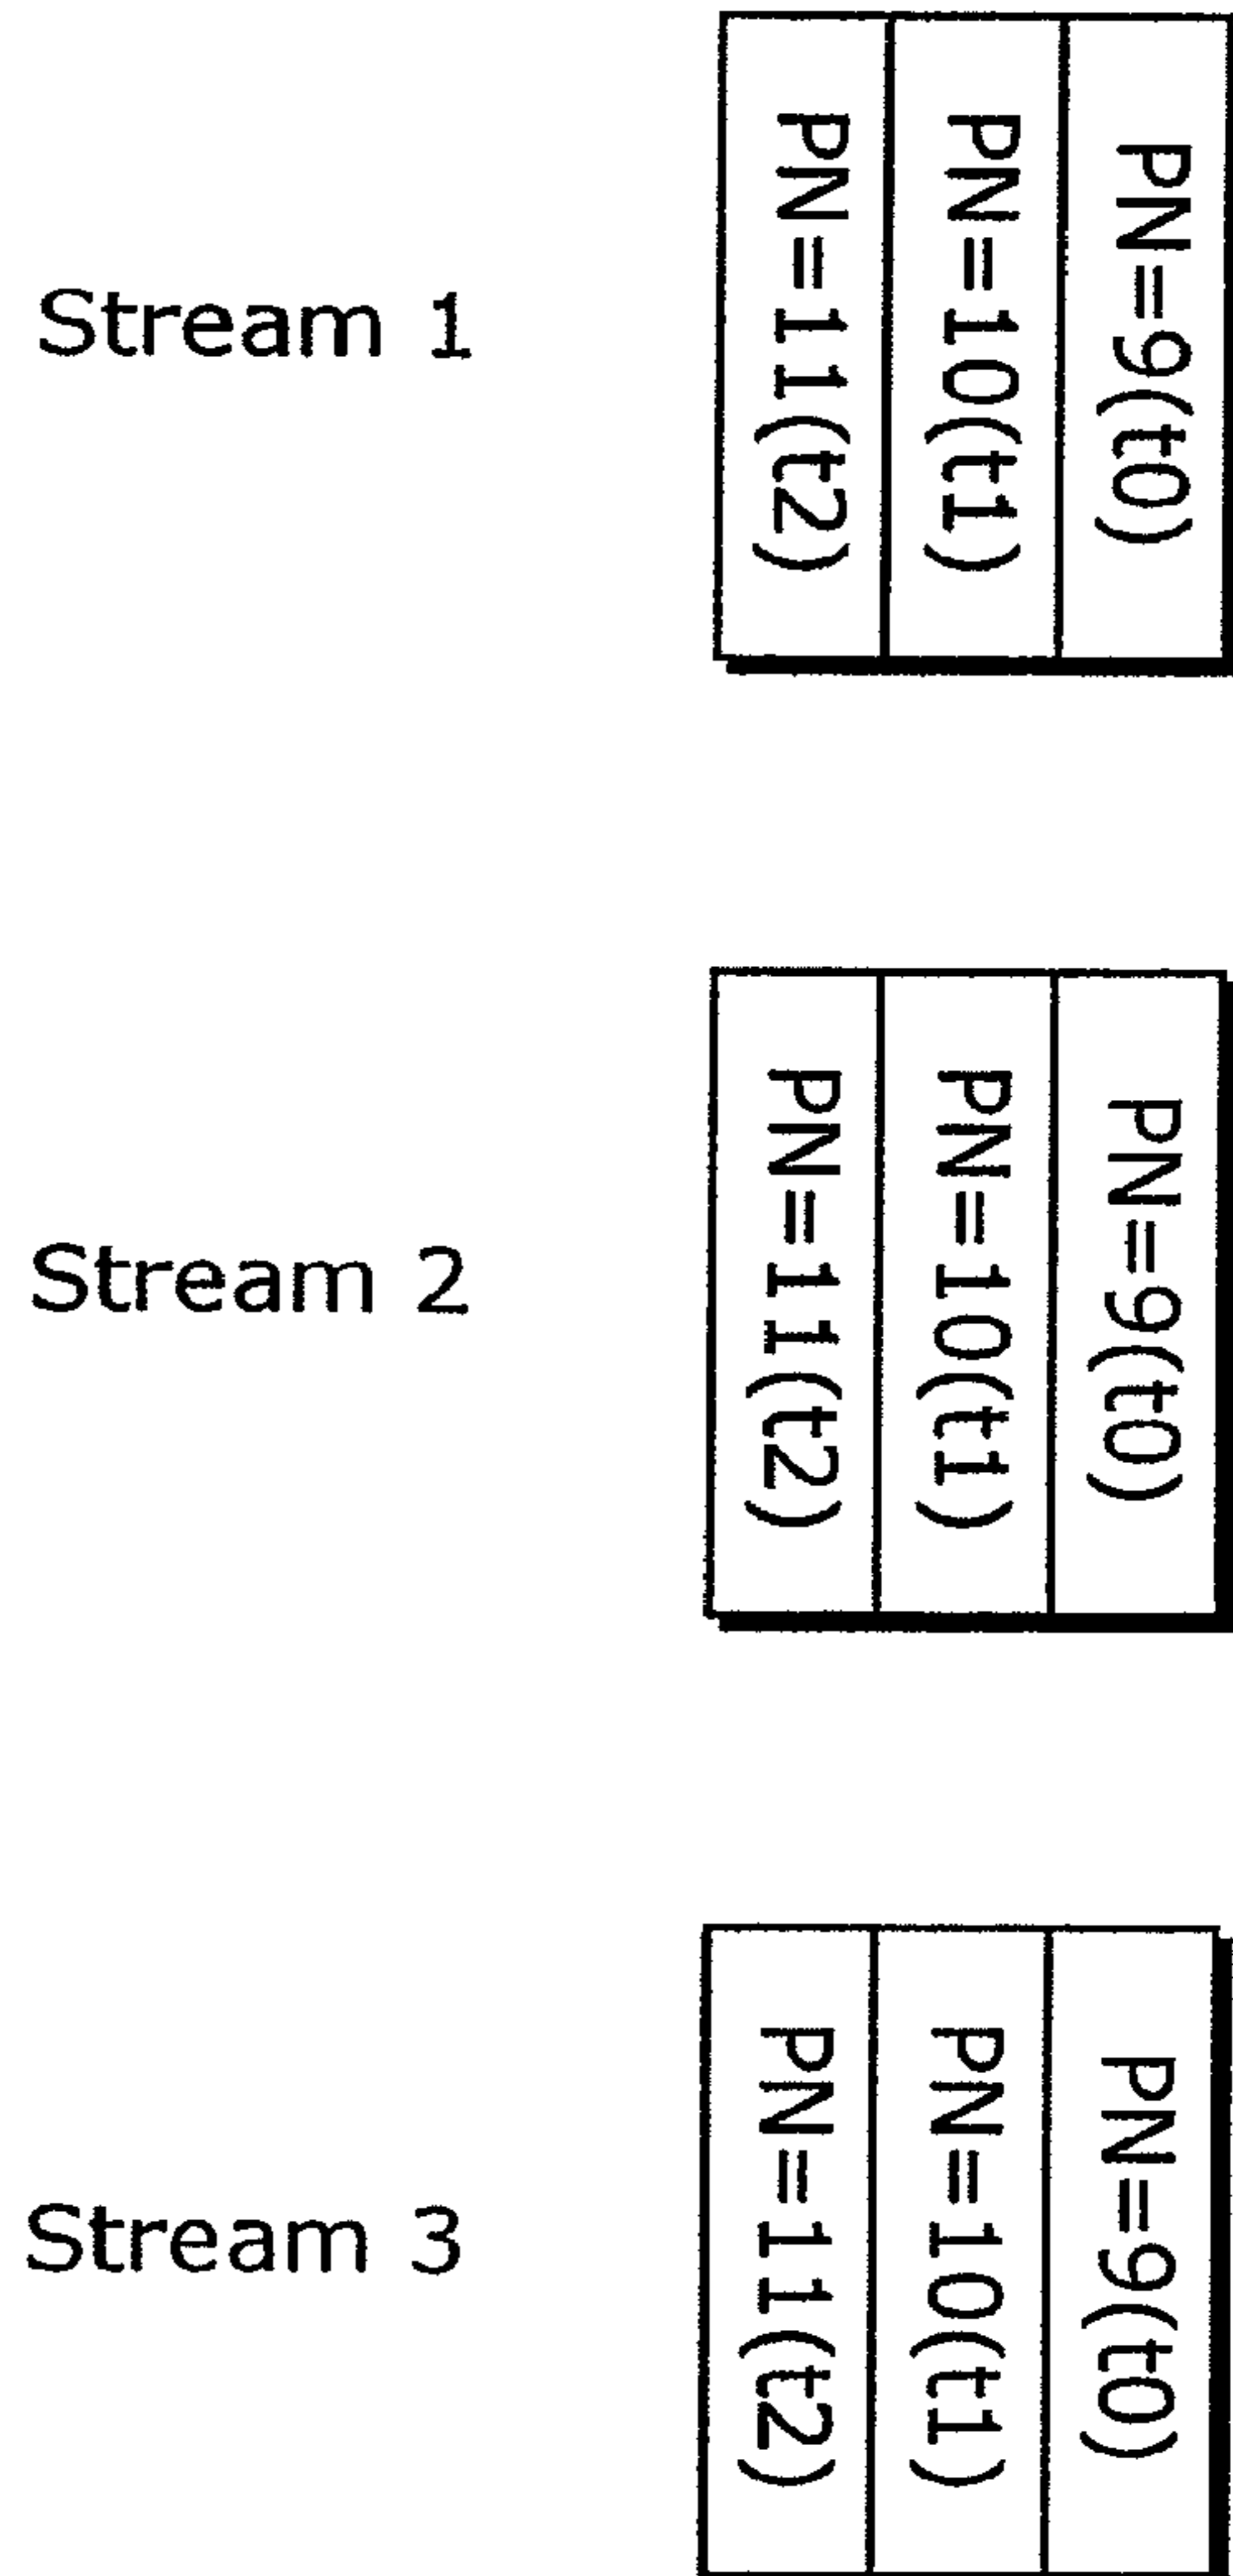 Stream 1
PN=11(t2)
PN=10(t1)
PN=9(t0)
Stream 2
PN=11(t2)
PN=10(t1)
PN=9(t0)
Stream 3
PN=11(t2)
PN=10(t1)
PN=9(t0)